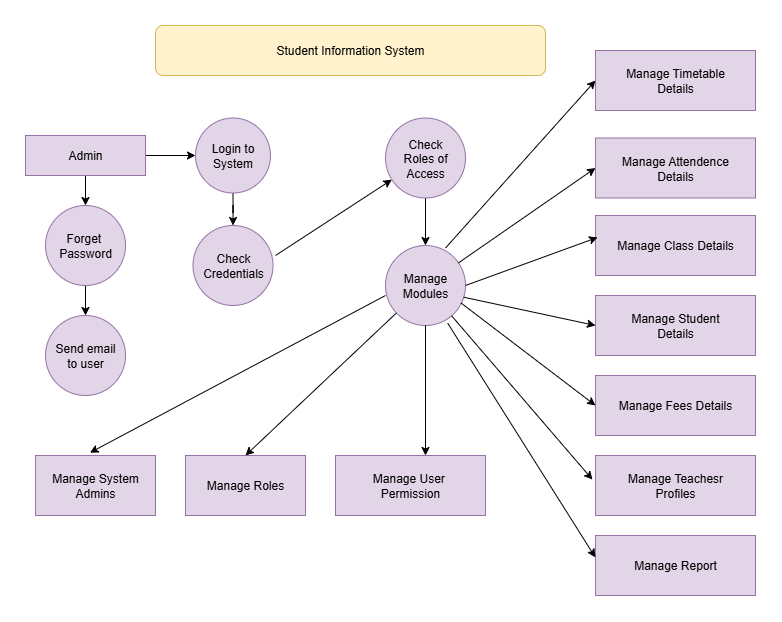 Student Information System
Admin
Login to
System
Check
Roles of
Access
Forget
Password
Check
Credentials
Manage
Modules
Send email
to user
Manage System
Admins
Manage Roles
Manage User
Permission
Manage Timetable
Details
Manage Attendence
Details
Manage Class Details
Manage Student
Details
Manage Fees Details
Manage Teachesr
Profiles
Manage Report